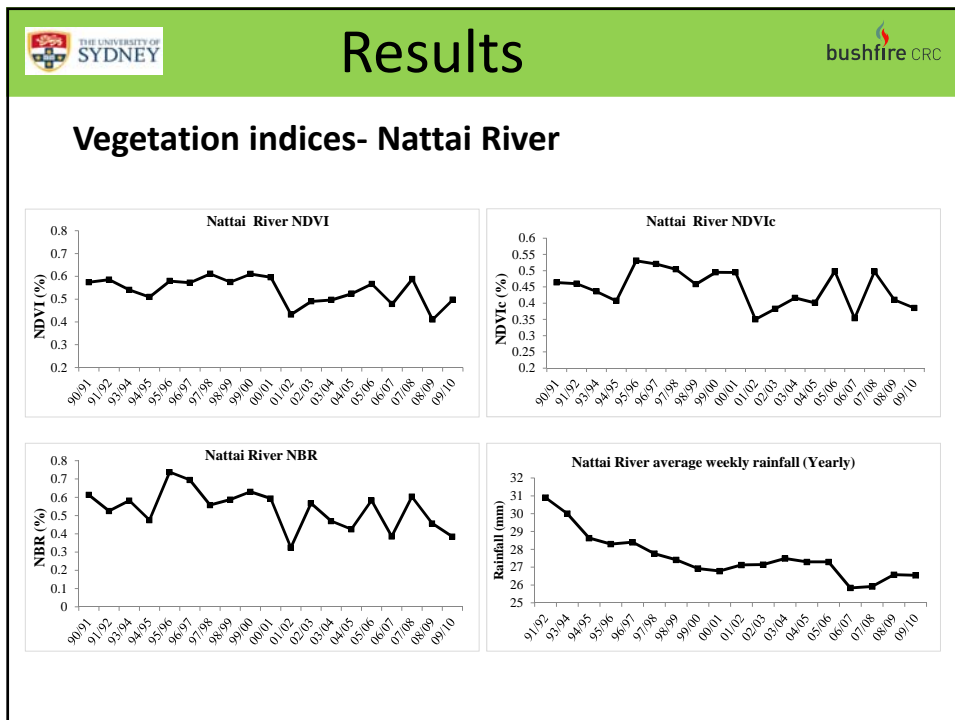 THE UNIVERSITY OF
SYDNEY
Results
bushfire CRC
Vegetation indices- Nattai River
Nattai River NDVI
NDVI (%)
0.8
0.7
0.6
0.5
0.4
0.3
0.2
90/91 91/92 93/94 94/95 95/96 96/97 97/98 98/99 99/00 00/01 01/02 02/03 03/04 04/05 05/06 06/07 07/08 08/09 09/10
Nattai River NDVIc
NDVIc (%)
0.6
0.55
0.5
0.45
0.4
0.35
0.3
0.25
0.2
90/91 91/92 93/94 94/95 95/96 96/97 97/98 98/99 99/00 00/01 01/02 02/03 03/04 04/05 05/06 06/07 07/08 08/09 09/10
Nattai River NBR
NBR (%)
0.8
0.7
0.6
0.5
0.4
0.3
0.2
0.1
0
90/91 91/92 93/94 94/95 95/96 96/97 97/98 98/99 99/00 00/01 01/02 02/03 03/04 04/05 05/06 06/07 07/08 08/09 09/10
Nattai River average weekly rainfall (Yearly)
Rainfall (mm)
32
31
30
29
28
27
26
25
91/92 93/94 94/95 95/96 96/97 97/98 98/99 99/00 00/01 01/02 02/03 03/04 04/05 05/06 06/07 07/08 08/09 09/10